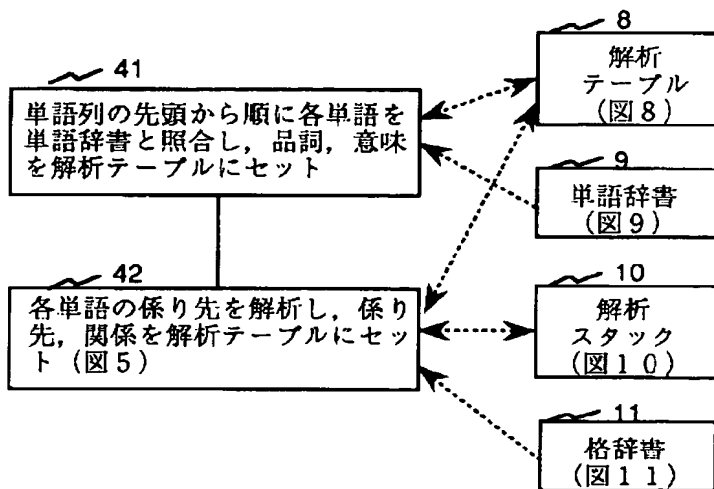 41
単語列の先頭から順に各単語を
単語辞書と照合し，品詞，意味
を解析テーブルにセット
42
各単語の係り先を解析し，係り
先，関係を解析テーブルにセッ
ト（図５）
8
解析
テーブル
（図８）
9
単語辞書
（図９）
10
解析
スタック
（図１０）
11
格辞書
（図１１）